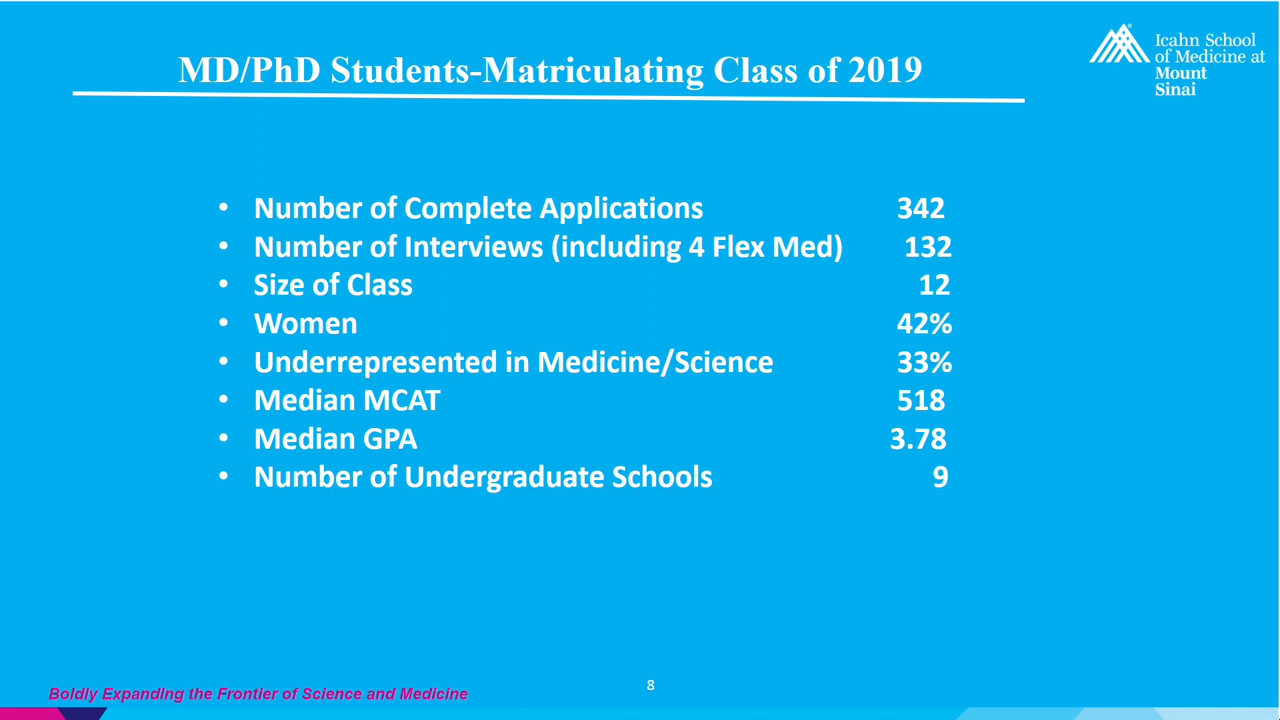 MD/PhD Students-Matriculating Class of 2019
Icahn School
of Medicine at
Mount
Sinai
• Number of Complete Applications 342
• Number of Interviews (including 4 Flex Med) 132
• Size of Class 12
• Women 42%
• Underrepresented in Medicine/Science 33%
• Median MCAT 518
• Median GPA 3.78
• Number of Undergraduate Schools 9
Boldly Expanding the Frontier of Science and Medicine
8